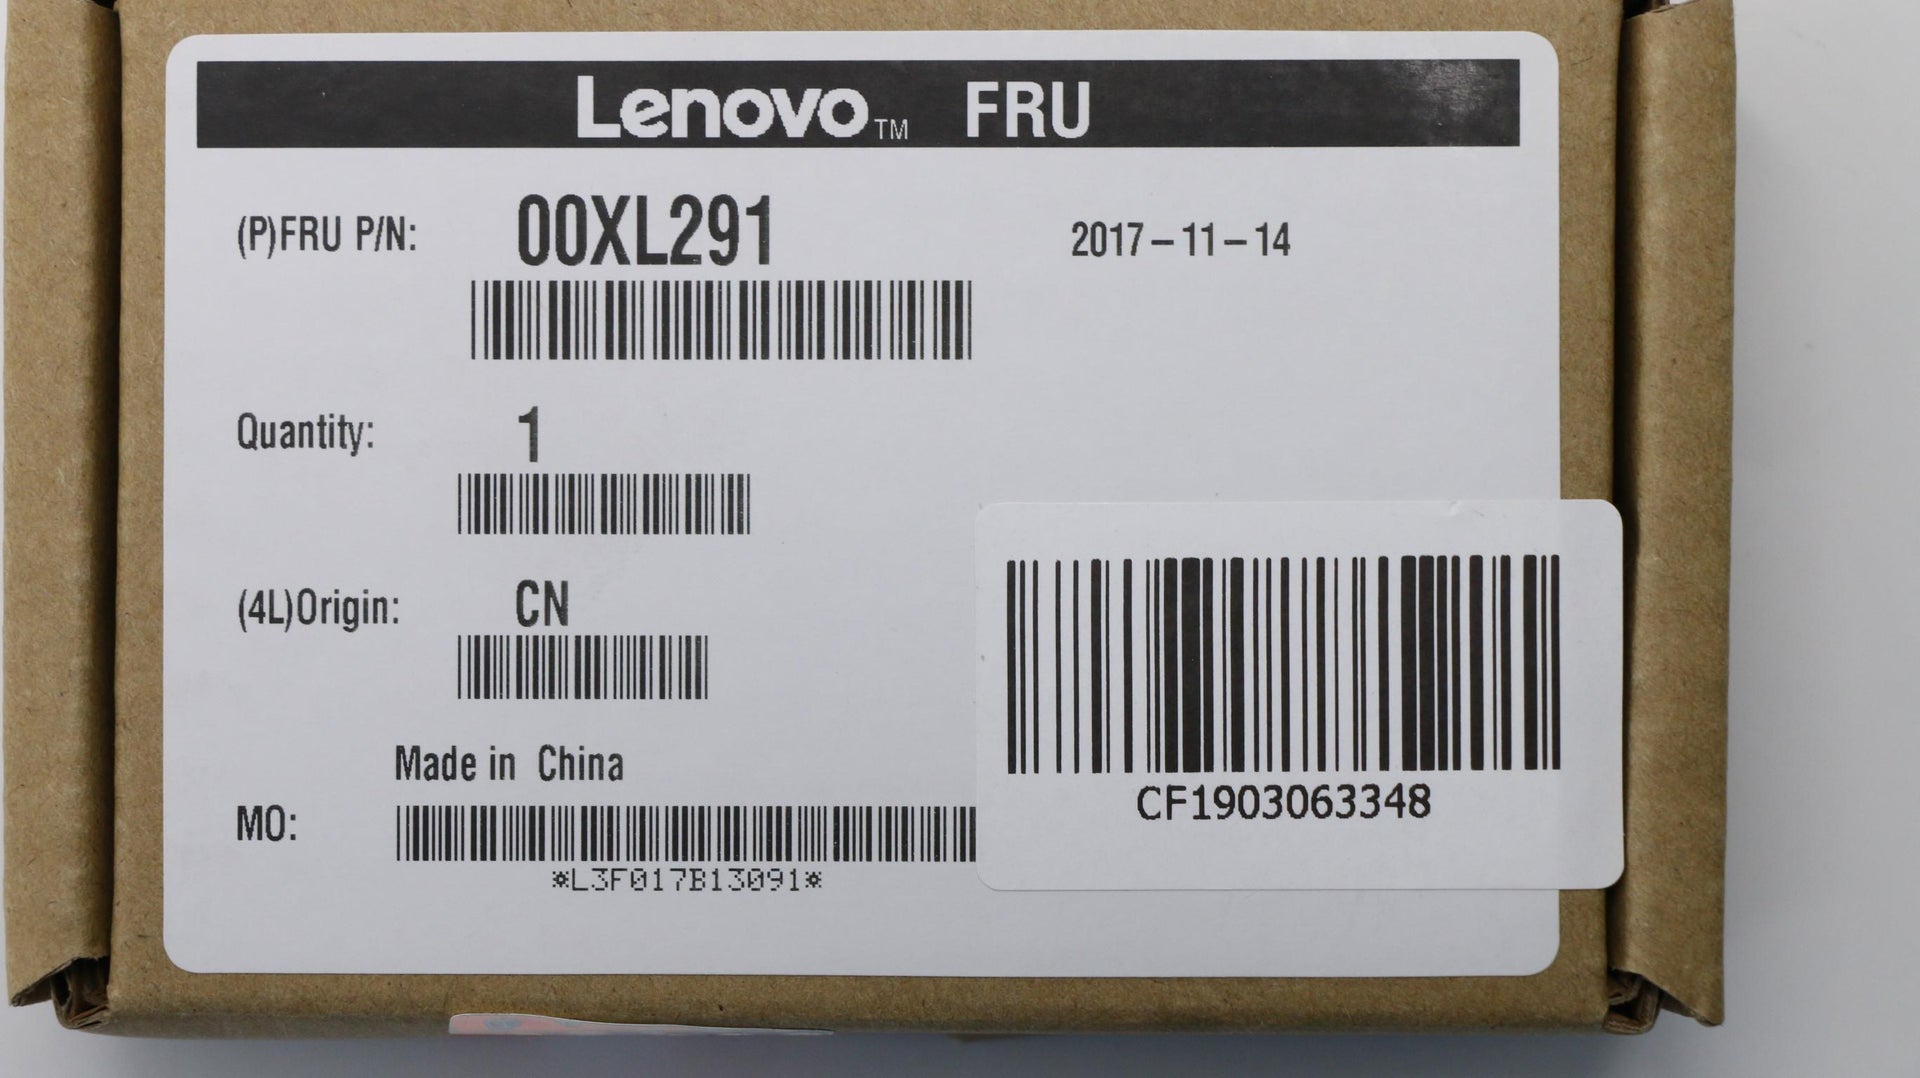 Lenovo™ FRU
(P)FRU P/N: 00XL291 2017-11-14
Quantity: 1
(4L)Origin: CN
Made in China
MO:
*L3F017B13091*
CF1903063348